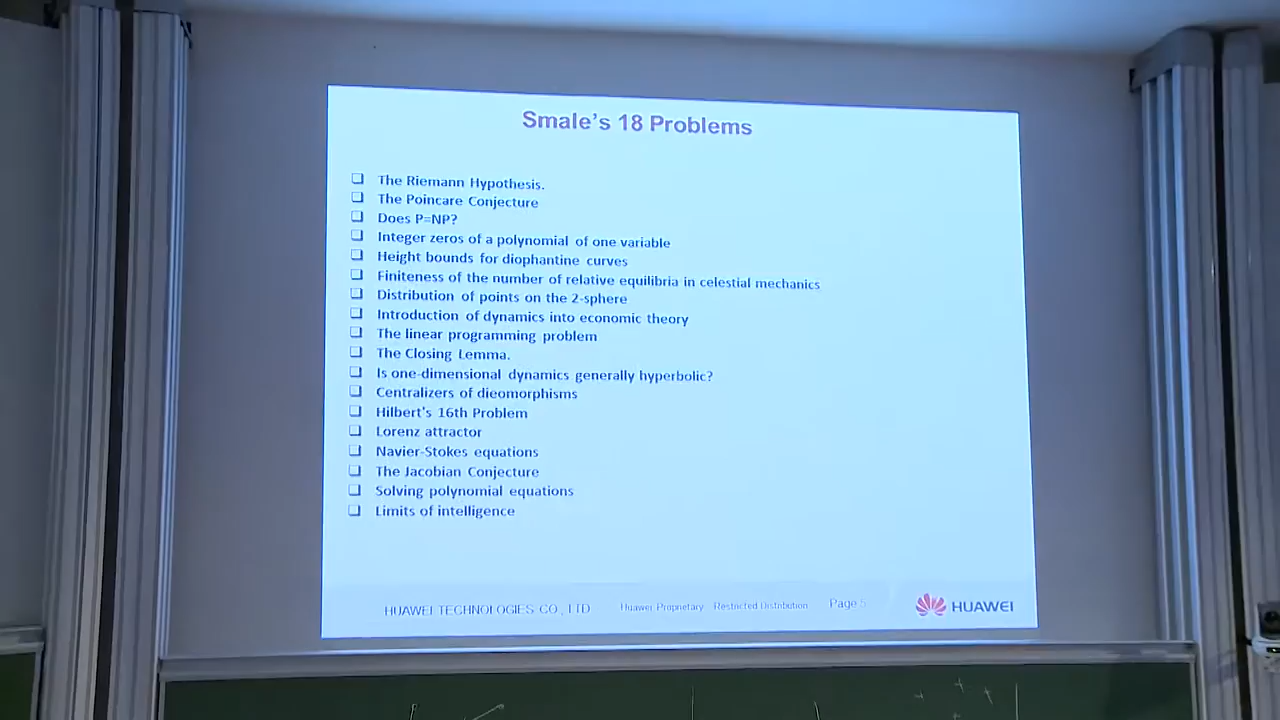 Smale's 18 Problems
The Riemann Hypothesis.
The Poincare Conjecture
Does P=NP?
Integer zeros of a polynomial of one variable
Height bounds for diophantine curves
Finiteness of the number of relative equilibria in celestial mechanics
Distribution of points on the 2-sphere
Introduction of dynamics into economic theory
The linear programming problem
The Closing Lemma.
Is one-dimensional dynamics generally hyperbolic?
Centralizers of dieomorphisms
Hilbert's 16th Problem
Lorenz attractor
Navier-Stokes equations
The Jacobian Conjecture
Solving polynomial equations
Limits of intelligence
HUAWEI TECHNOLOGIES CO., LTD Huawei Proprietary Restricted Distribution Page 5 HUAWEI